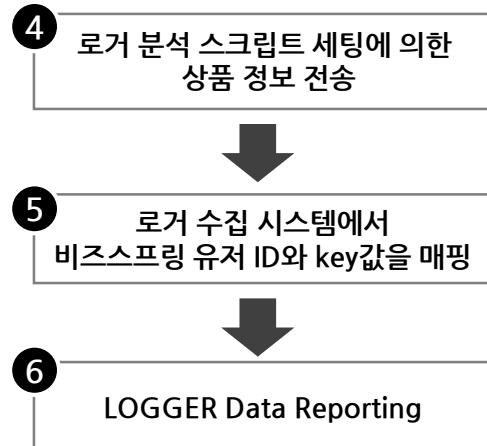 4
로거 분석 스크립트 세팅에 의한
상품 정보 전송
5
로거 수집 시스템에서
비즈스프링 유저 ID와 key값을 매핑
6
LOGGER Data Reporting